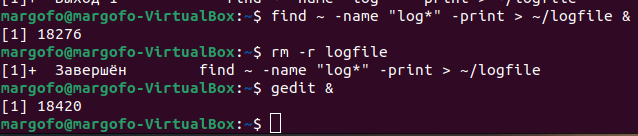 [1]+  Выход 1            find ~ -name "log*" -print > ~/logfile
margofo@margofo-VirtualBox:~$ find ~ -name "log*" -print > ~/logfile &
[1] 18276
margofo@margofo-VirtualBox:~$ rm -r logfile
[1]+  Завершён        find ~ -name "log*" -print > ~/logfile
margofo@margofo-VirtualBox:~$ gedit &
[1] 18420
margofo@margofo-VirtualBox:~$